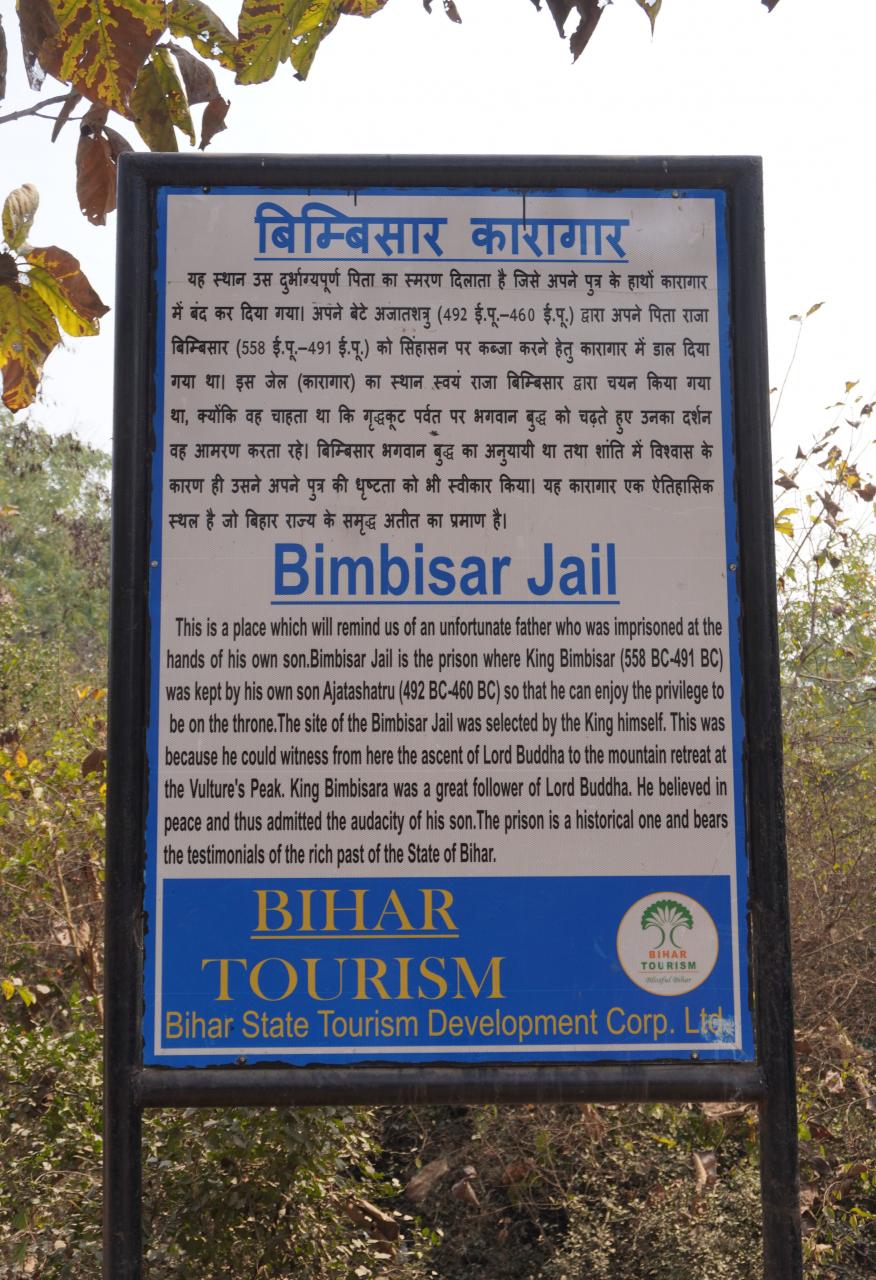 बिम्बिसार कारागार
यह स्थान उस दुर्भाग्यपूर्ण पिता का स्मरण दिलाता है जिसे अपने पुत्र के हाथों कारागार
में बंद कर दिया गया। अपने बेटे अजातशत्रु (492 ई.पू.–460 ई.पू.) द्वारा अपने पिता राजा
बिम्बिसार (558 ई.पू.–491 ई.पू.) को सिंहासन पर कब्जा करने हेतु कारागार में डाल दिया
गया था। इस जेल (कारागार) का स्थान स्वयं राजा बिम्बिसार द्वारा चयन किया गया
था, क्योंकि वह चाहता था कि गृद्धकूट पर्वत पर भगवान बुद्ध को चढ़ते हुए उनका दर्शन
वह आमरण करता रहे। बिम्बिसार भगवान बुद्ध का अनुयायी था तथा शांति में विश्वास के
कारण ही उसने अपने पुत्र की धृष्टता को भी स्वीकार किया। यह कारागार एक ऐतिहासिक
स्थल है जो बिहार राज्य के समृद्ध अतीत का प्रमाण है।
Bimbisar Jail
This is a place which will remind us of an unfortunate father who was imprisoned at the
hands of his own son.Bimbisar Jail is the prison where King Bimbisar (558 BC-491 BC)
was kept by his own son Ajatashatru (492 BC-460 BC) so that he can enjoy the privilege to
be on the throne.The site of the Bimbisar Jail was selected by the King himself. This was
because he could witness from here the ascent of Lord Buddha to the mountain retreat at
the Vulture's Peak. King Bimbisara was a great follower of Lord Buddha. He believed in
peace and thus admitted the audacity of his son.The prison is a historical one and bears
the testimonials of the rich past of the State of Bihar.
BIHAR
TOURISM
BIHAR
TOURISM
Blissful Bihar
Bihar State Tourism Development Corp. Ltd.